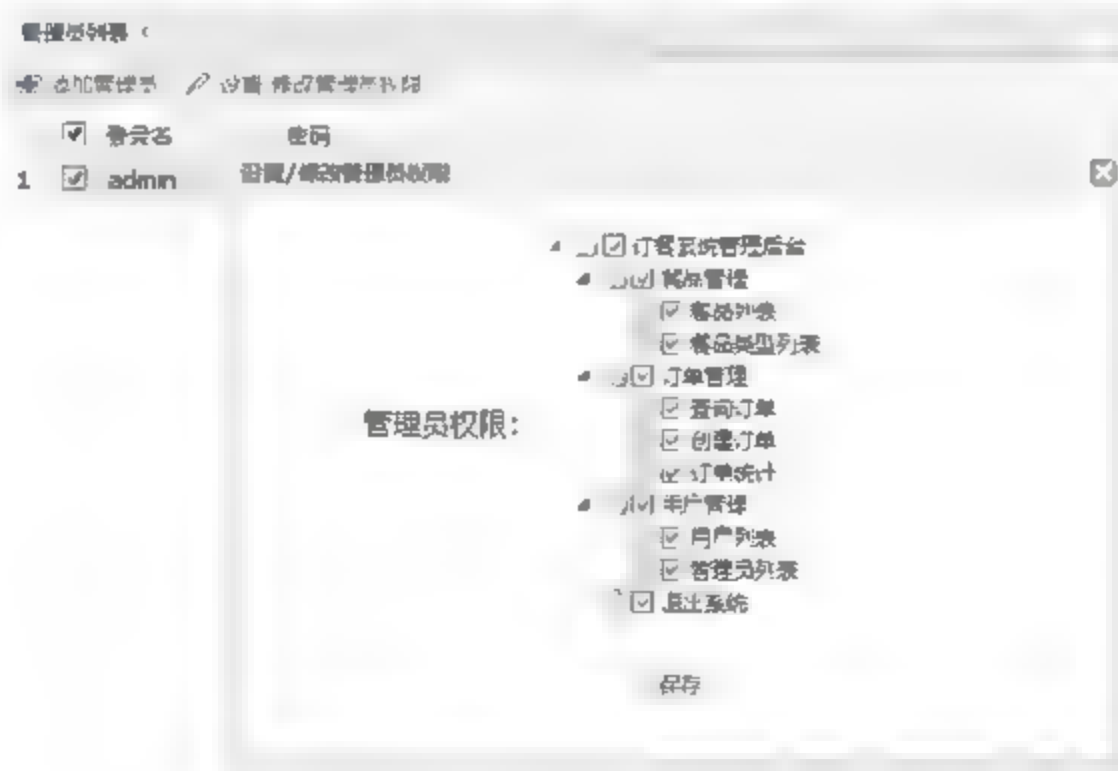 管理员列表
添加管理员 设置/修改管理员权限
登录名 密码
1 admin
设置/修改管理员权限
订餐系统管理后台
餐品管理
餐品列表
餐品类型列表
订单管理
查询订单
创建订单
订单统计
用户管理
用户列表
管理员列表
退出系统
管理员权限：
保存